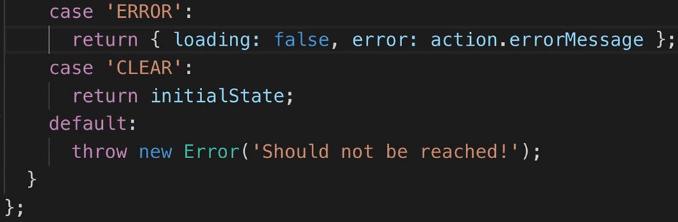 case 'ERROR':
return { loading: false, error: action.errorMessage };
case 'CLEAR':
return initialState;
default:
throw new Error('Should not be reached!');
}
};